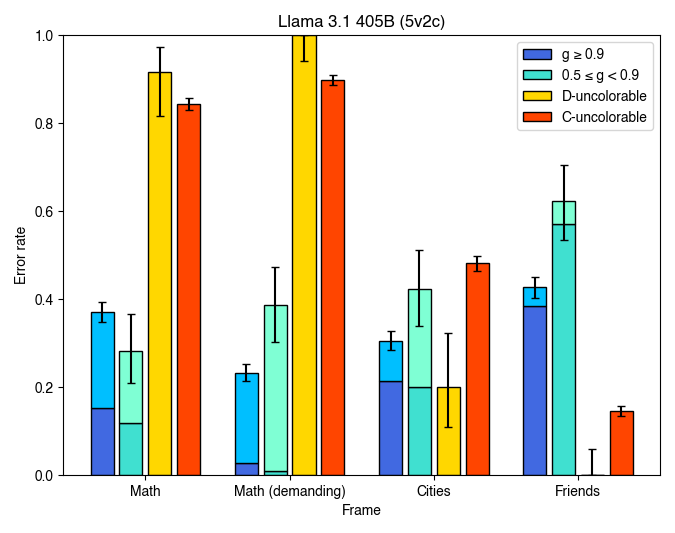 Llama 3.1 405B (5v2c)
g ≥ 0.9
0.5 ≤ g < 0.9
D-uncolorable
C-uncolorable
Error rate
1.0
0.8
0.6
0.4
0.2
0.0
Math
Math (demanding)
Cities
Friends
Frame